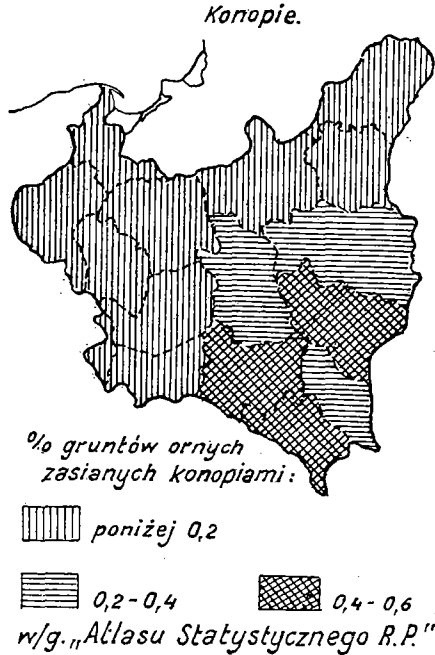 Konopie.
% gruntów ornych
zasianych konopiami:
poniżej 0,2
0,2-0,4
0,4-0,6
w/g. „Atlasu Statystycznego R.P."